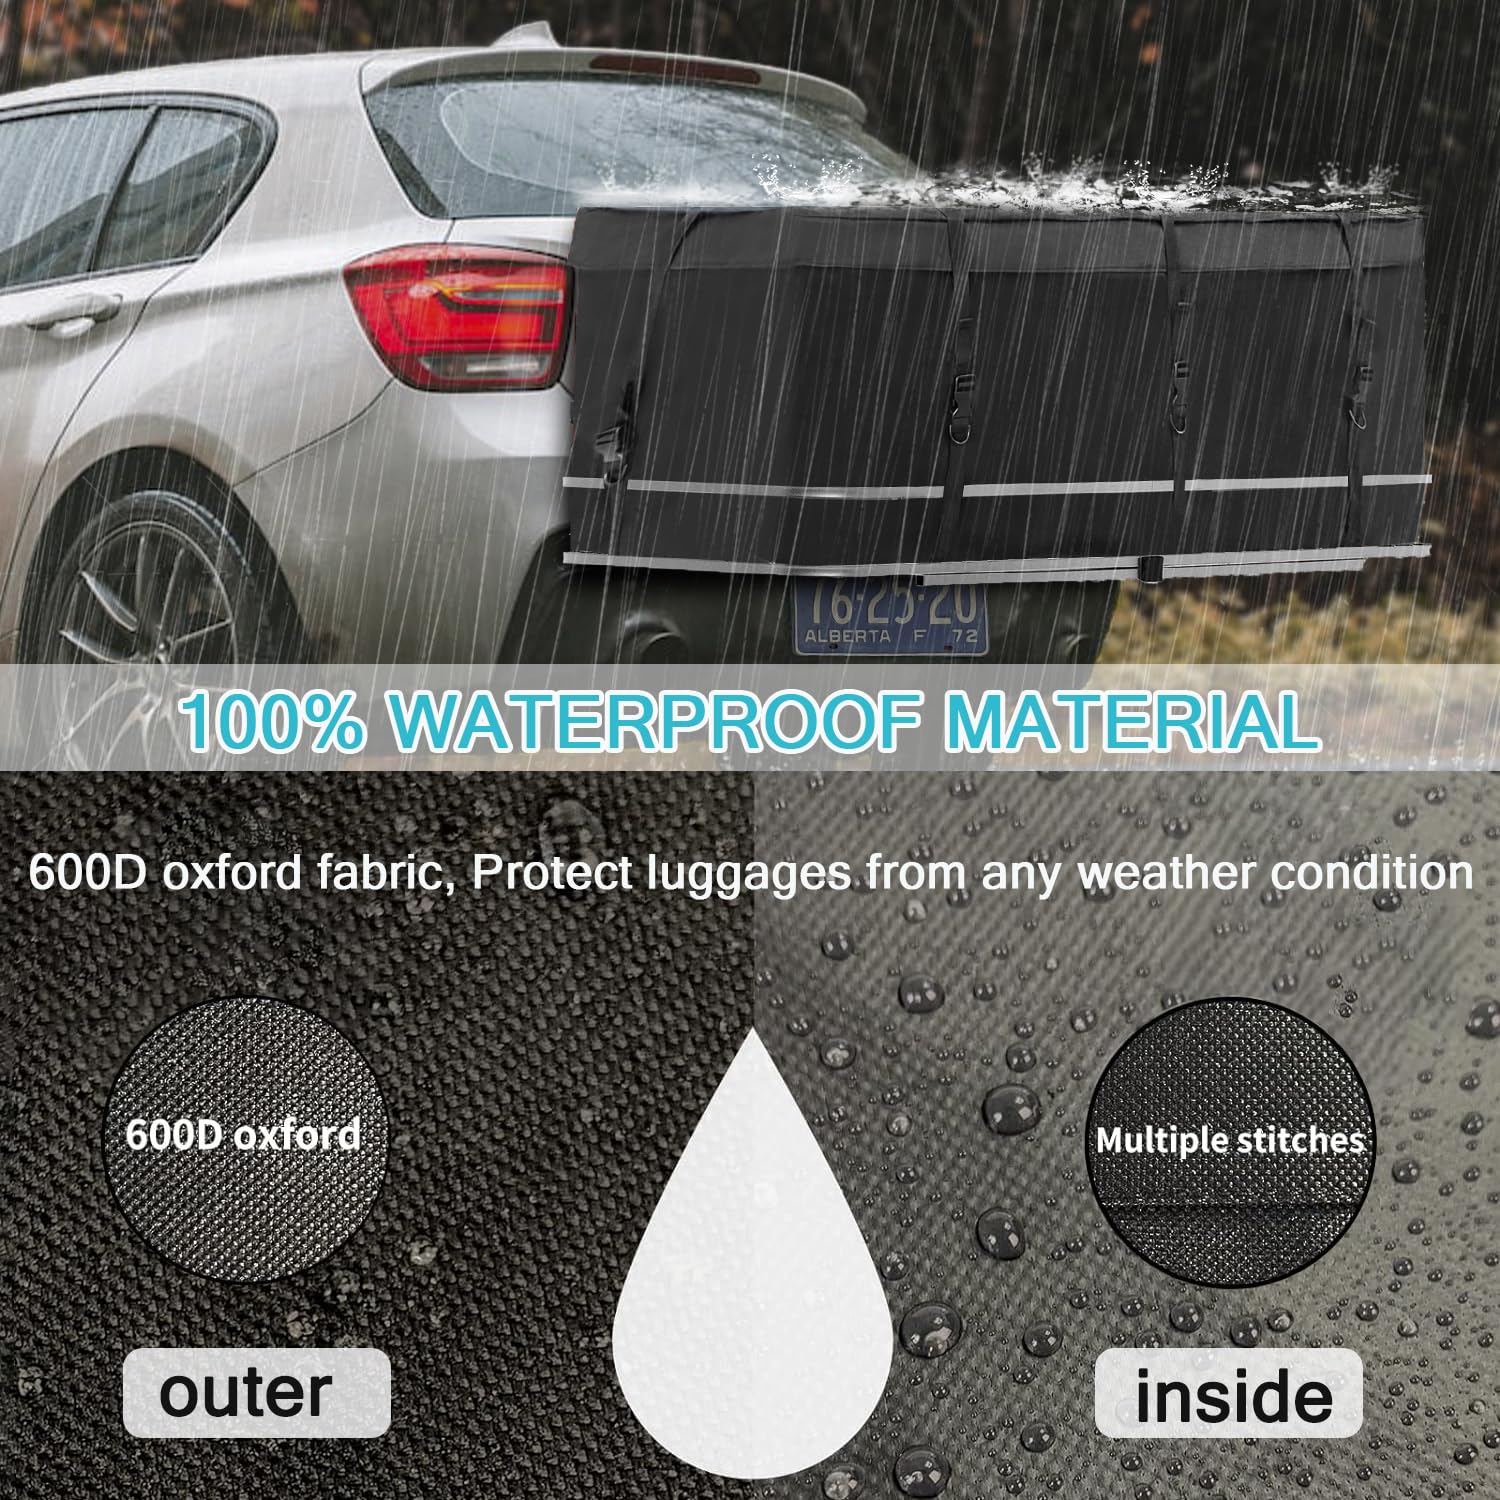 76-25-20
ALBERTA F 72
100% WATERPROOF MATERIAL
600D oxford fabric, Protect luggages from any weather condition
600D oxford
Multiple stitches
outer
inside